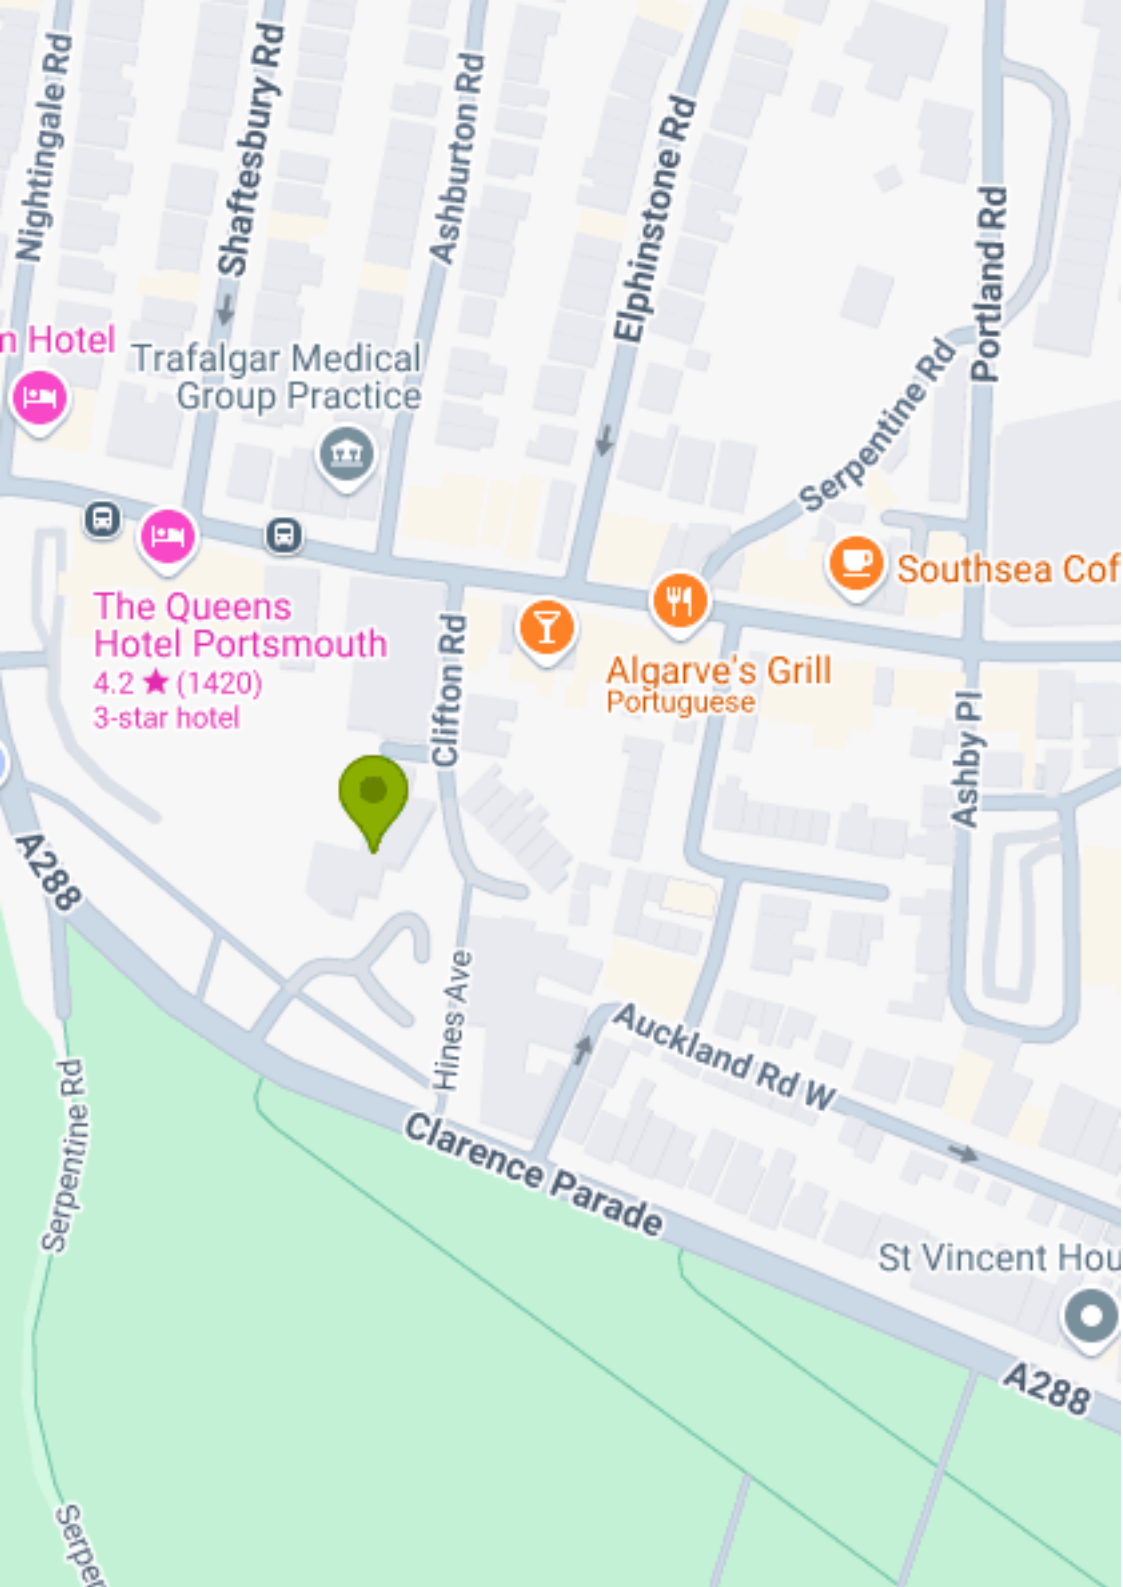 Nightingale Rd
Shaftesbury Rd
Ashburton Rd
Elphinstone Rd
Portland Rd
n Hotel
Trafalgar Medical
Group Practice
Serpentine Rd
Southsea Cof
The Queens
Hotel Portsmouth
4.2 ★ (1420)
3-star hotel
Clifton Rd
Algarve's Grill
Portuguese
Ashby Pl
A288
Hines Ave
Auckland Rd W
Serpentine Rd
Clarence Parade
St Vincent Hou
A288
Serper